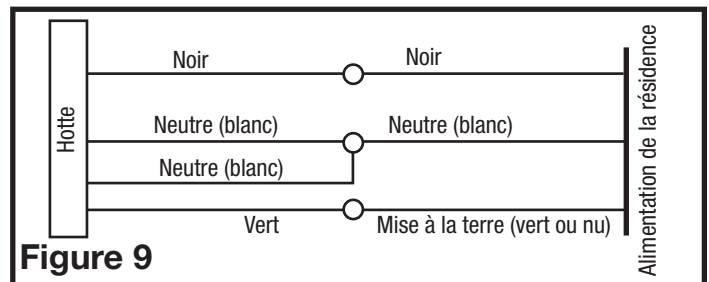 Hotte
Noir
Noir
Neutre (blanc)
Neutre (blanc)
Neutre (blanc)
Vert
Mise à la terre (vert ou nu)
Alimentation de la résidence
Figure 9